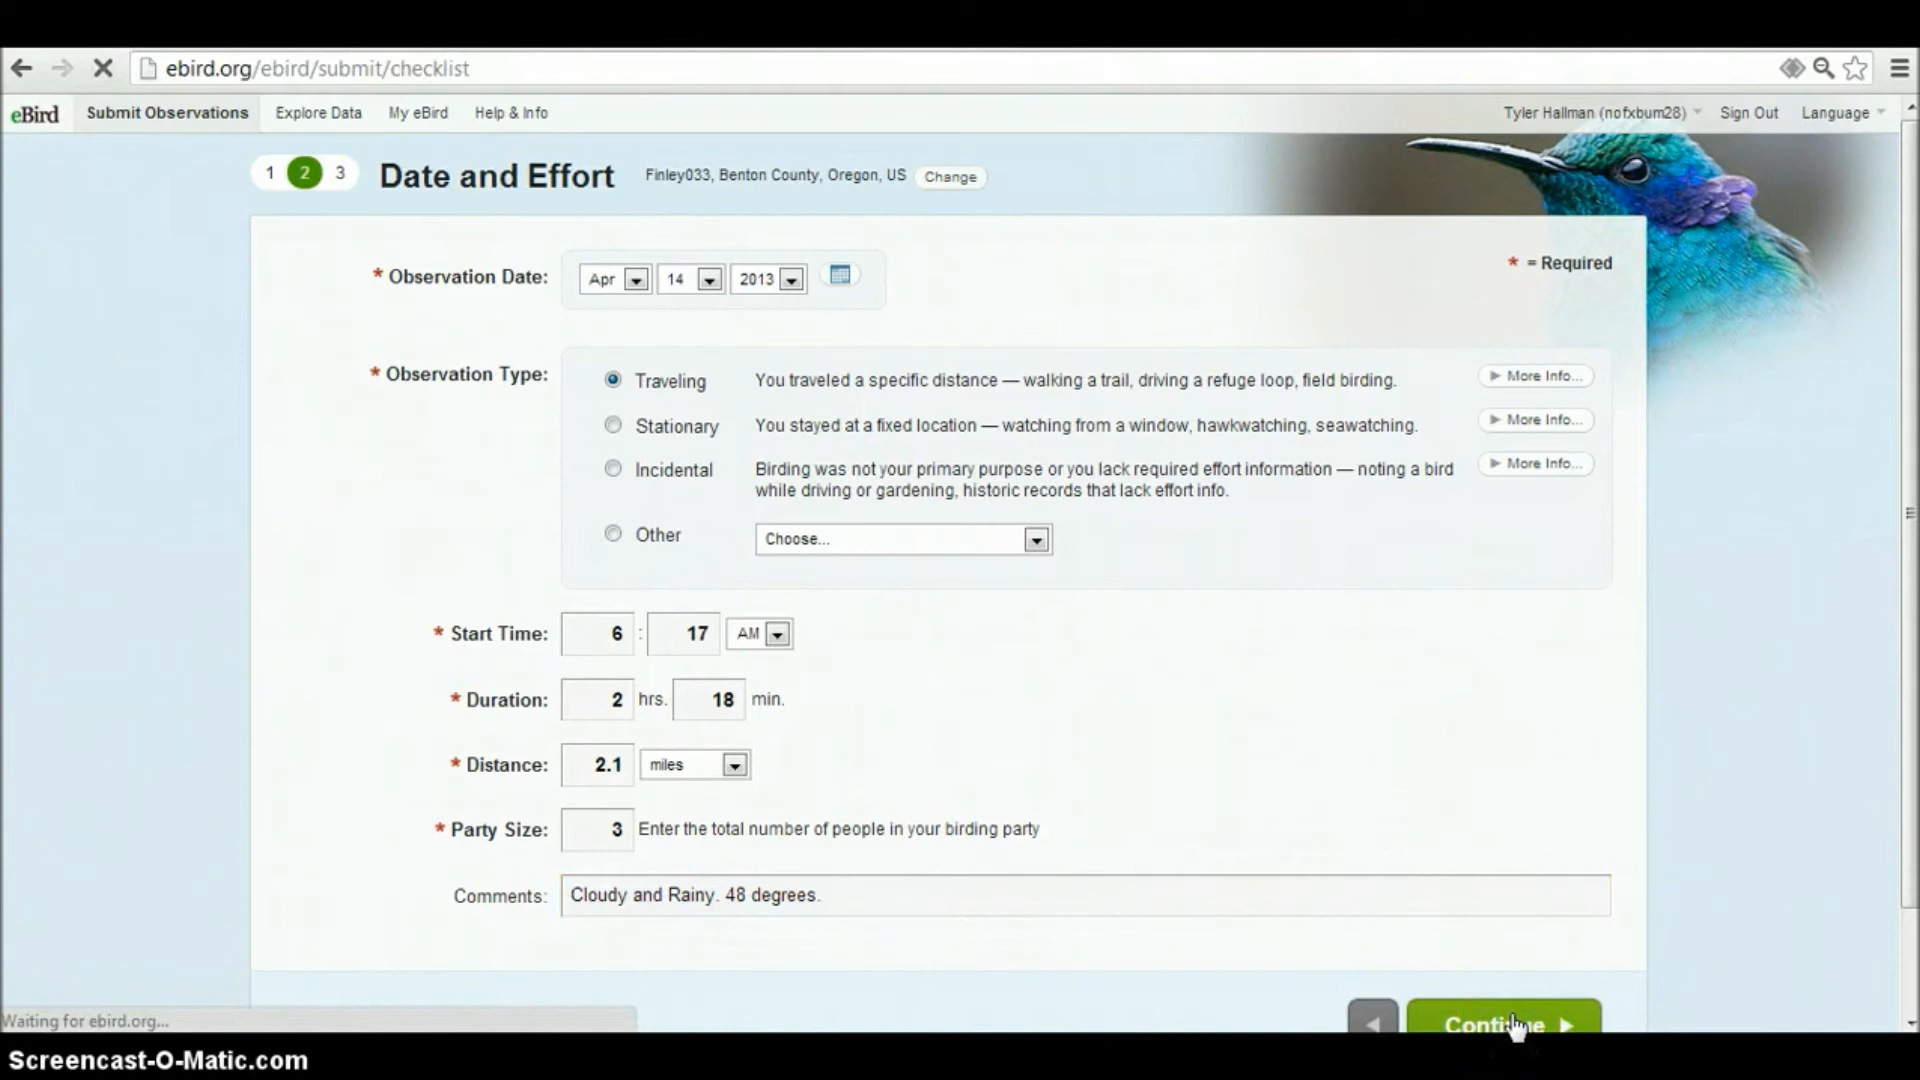 ebird.org/ebird/submit/checklist
eBird Submit Observations Explore Data My eBird Help & Info Tyler Hallman (nofxbum28) Sign Out Language
1 2 3 Date and Effort Finley033, Benton County, Oregon, US Change
* = Required
* Observation Date: Apr 14 2013
* Observation Type: Traveling You traveled a specific distance — walking a trail, driving a refuge loop, field birding. More Info...
Stationary You stayed at a fixed location — watching from a window, hawkwatching, seawatching. More Info...
Incidental Birding was not your primary purpose or you lack required effort information — noting a bird More Info...
while driving or gardening, historic records that lack effort info.
Other Choose...
* Start Time: 6 : 17 AM
* Duration: 2 hrs. 18 min.
* Distance: 2.1 miles
* Party Size: 3 Enter the total number of people in your birding party
Comments: Cloudy and Rainy. 48 degrees.
Continue
Waiting for ebird.org...
Screencast-O-Matic.com